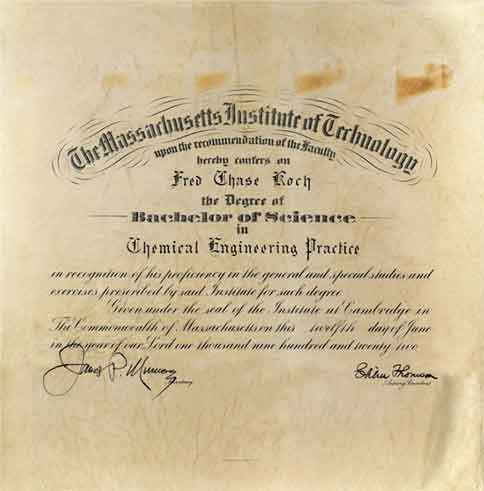 The Massachusetts Institute of Technology
upon the recommendation of the Faculty
hereby confers on
Fred Chase Koch
the Degree of
Bachelor of Science
in
Chemical Engineering Practice
in recognition of his proficiency in the general and special studies and
exercises prescribed by said Institute for such degree
Given under the seal of the Institute at Cambridge in
The Commonwealth of Massachusetts on this twelfth day of June
in the year of our Lord one thousand nine hundred and twenty two
James P. Munroe Elihu Thomson
Secretary Acting President